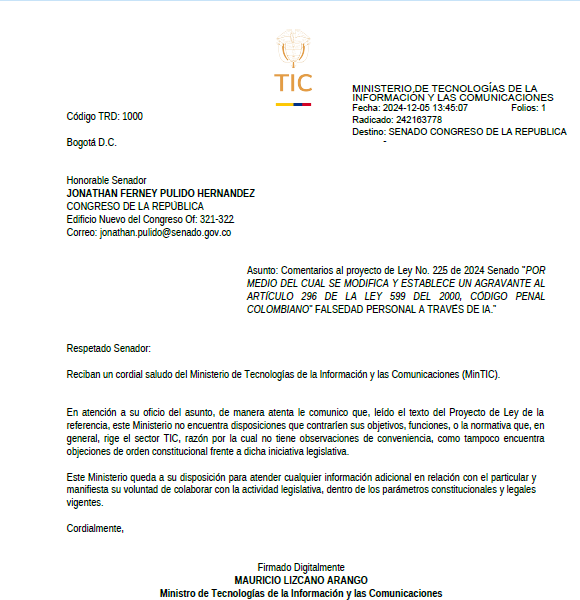 TIC
MINISTERIO DE TECNOLOGÍAS DE LA
INFORMACIÓN Y LAS COMUNICACIONES
Fecha: 2024-12-05 13:45:07 Folios: 1
Radicado: 242163778
Destino: SENADO CONGRESO DE LA REPUBLICA
-
Código TRD: 1000
Bogotá D.C.
Honorable Senador
JONATHAN FERNEY PULIDO HERNANDEZ
CONGRESO DE LA REPÚBLICA
Edificio Nuevo del Congreso Of: 321-322
Correo: jonathan.pulido@senado.gov.co
Asunto: Comentarios al proyecto de Ley No. 225 de 2024 Senado "POR
MEDIO DEL CUAL SE MODIFICA Y ESTABLECE UN AGRAVANTE AL
ARTÍCULO 296 DE LA LEY 599 DEL 2000, CÓDIGO PENAL
COLOMBIANO" FALSEDAD PERSONAL A TRAVÉS DE IA."
Respetado Senador:
Reciban un cordial saludo del Ministerio de Tecnologías de la Información y las Comunicaciones (MinTIC).
En atención a su oficio del asunto, de manera atenta le comunico que, leído el texto del Proyecto de Ley de la
referencia, este Ministerio no encuentra disposiciones que contraríen sus objetivos, funciones, o la normativa que, en
general, rige el sector TIC, razón por la cual no tiene observaciones de conveniencia, como tampoco encuentra
objeciones de orden constitucional frente a dicha iniciativa legislativa.
Este Ministerio queda a su disposición para atender cualquier información adicional en relación con el particular y
manifiesta su voluntad de colaborar con la actividad legislativa, dentro de los parámetros constitucionales y legales
vigentes.
Cordialmente,
Firmado Digitalmente
MAURICIO LIZCANO ARANGO
Ministro de Tecnologías de la Información y las Comunicaciones